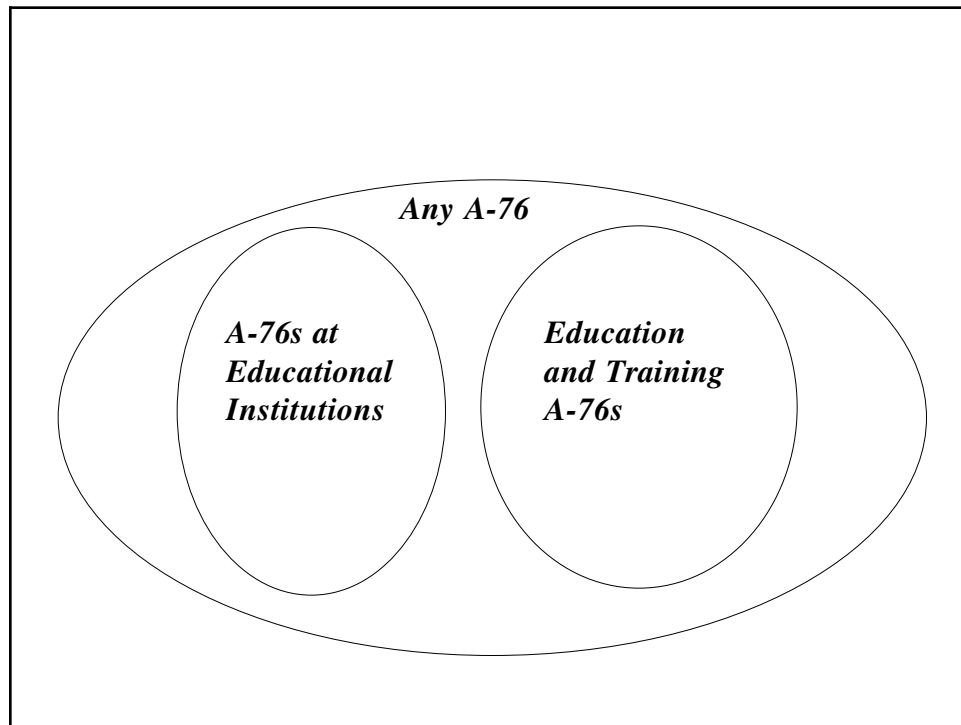 Any A-76
A-76s at
Educational
Institutions
Education
and Training
A-76s